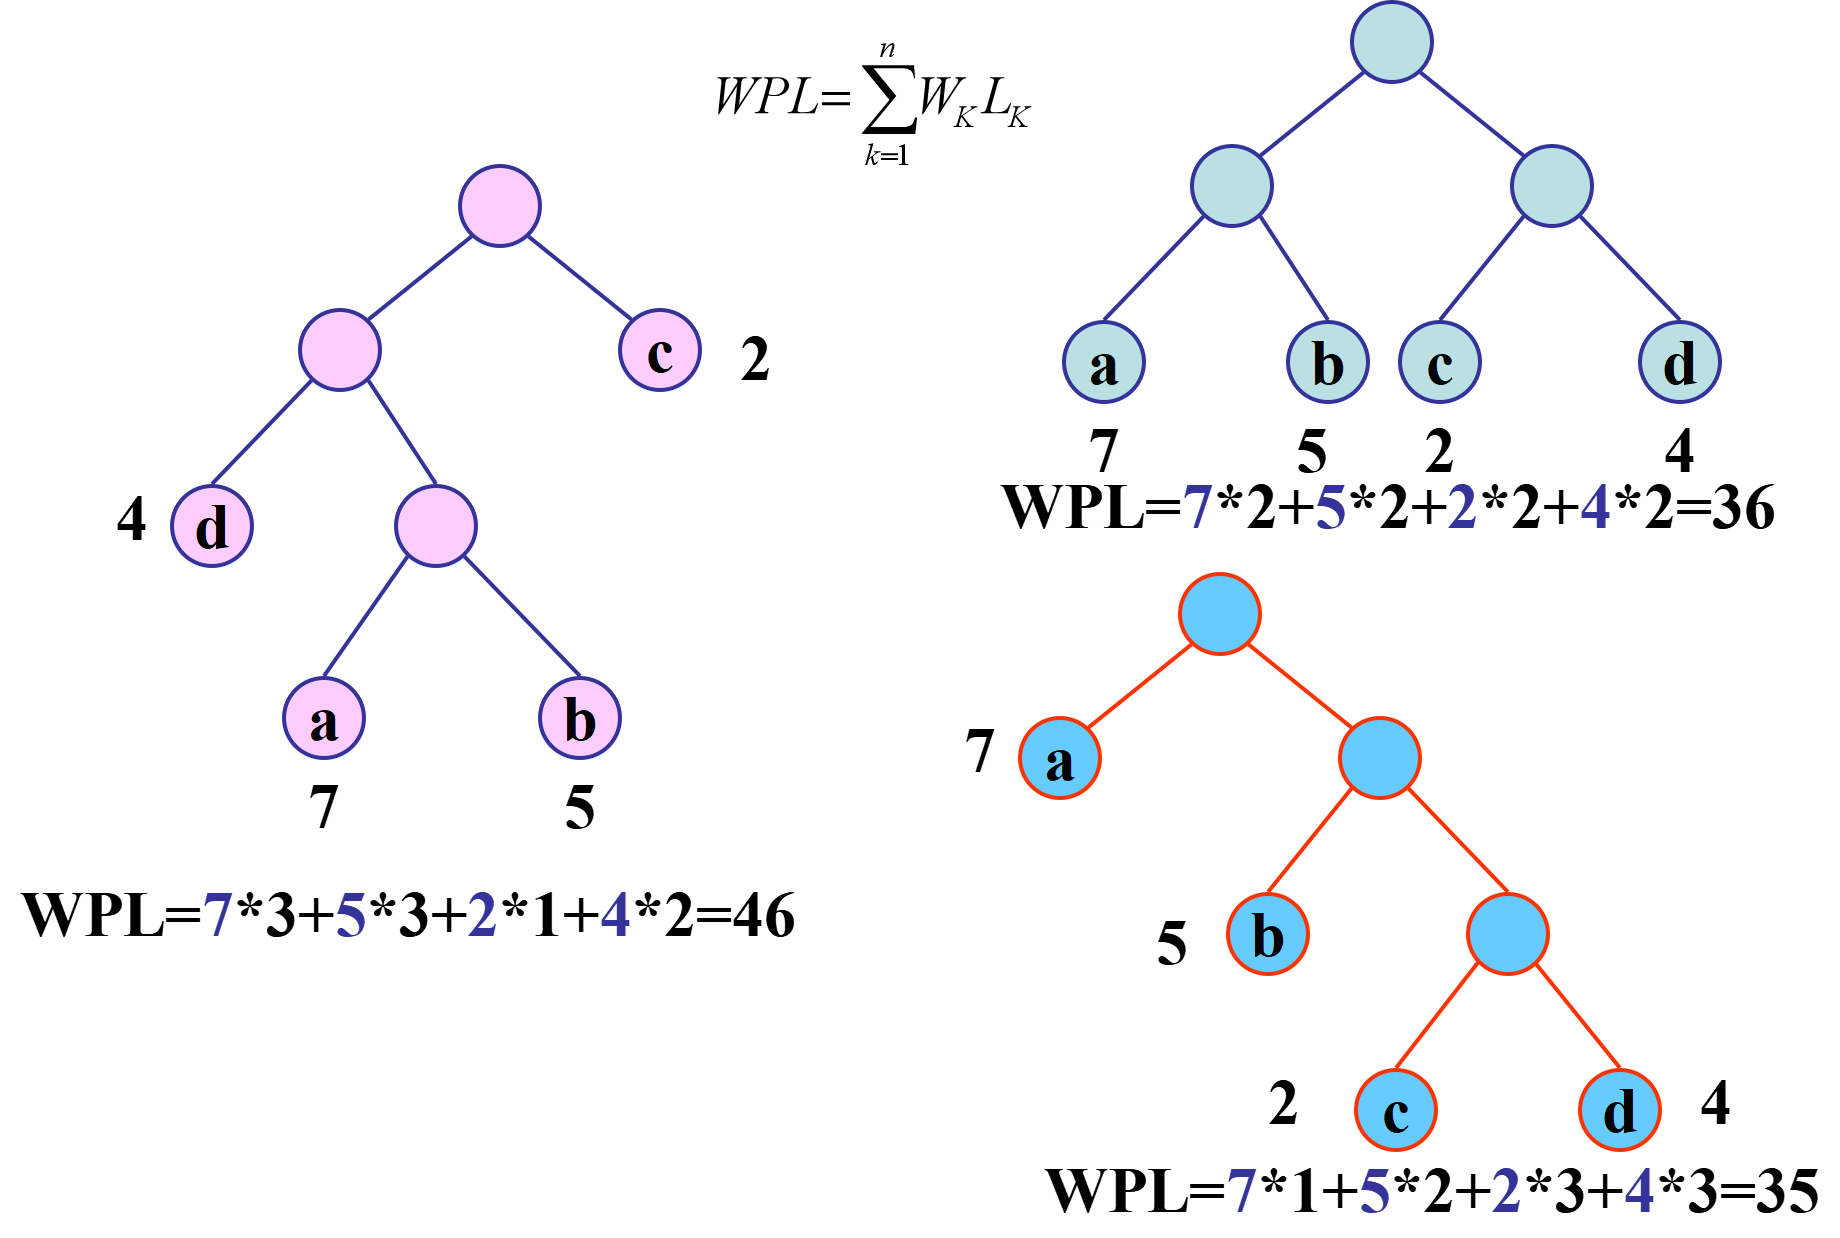 WPL=∑_{k=1}^{n}W_K L_K
c 2
4 d
a b
7 5
WPL=7*3+5*3+2*1+4*2=46
a b c d
7 5 2 4
WPL=7*2+5*2+2*2+4*2=36
7 a
5 b
2 c d 4
WPL=7*1+5*2+2*3+4*3=35